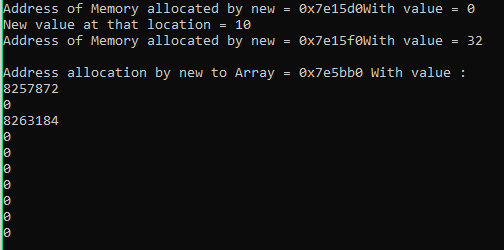 Address of Memory allocated by new = 0x7e15d0With value = 0
New value at that location = 10
Address of Memory allocated by new = 0x7e15f0With value = 32
Address allocation by new to Array = 0x7e5bb0 With value :
8257872
0
8263184
0
0
0
0
0
0
0